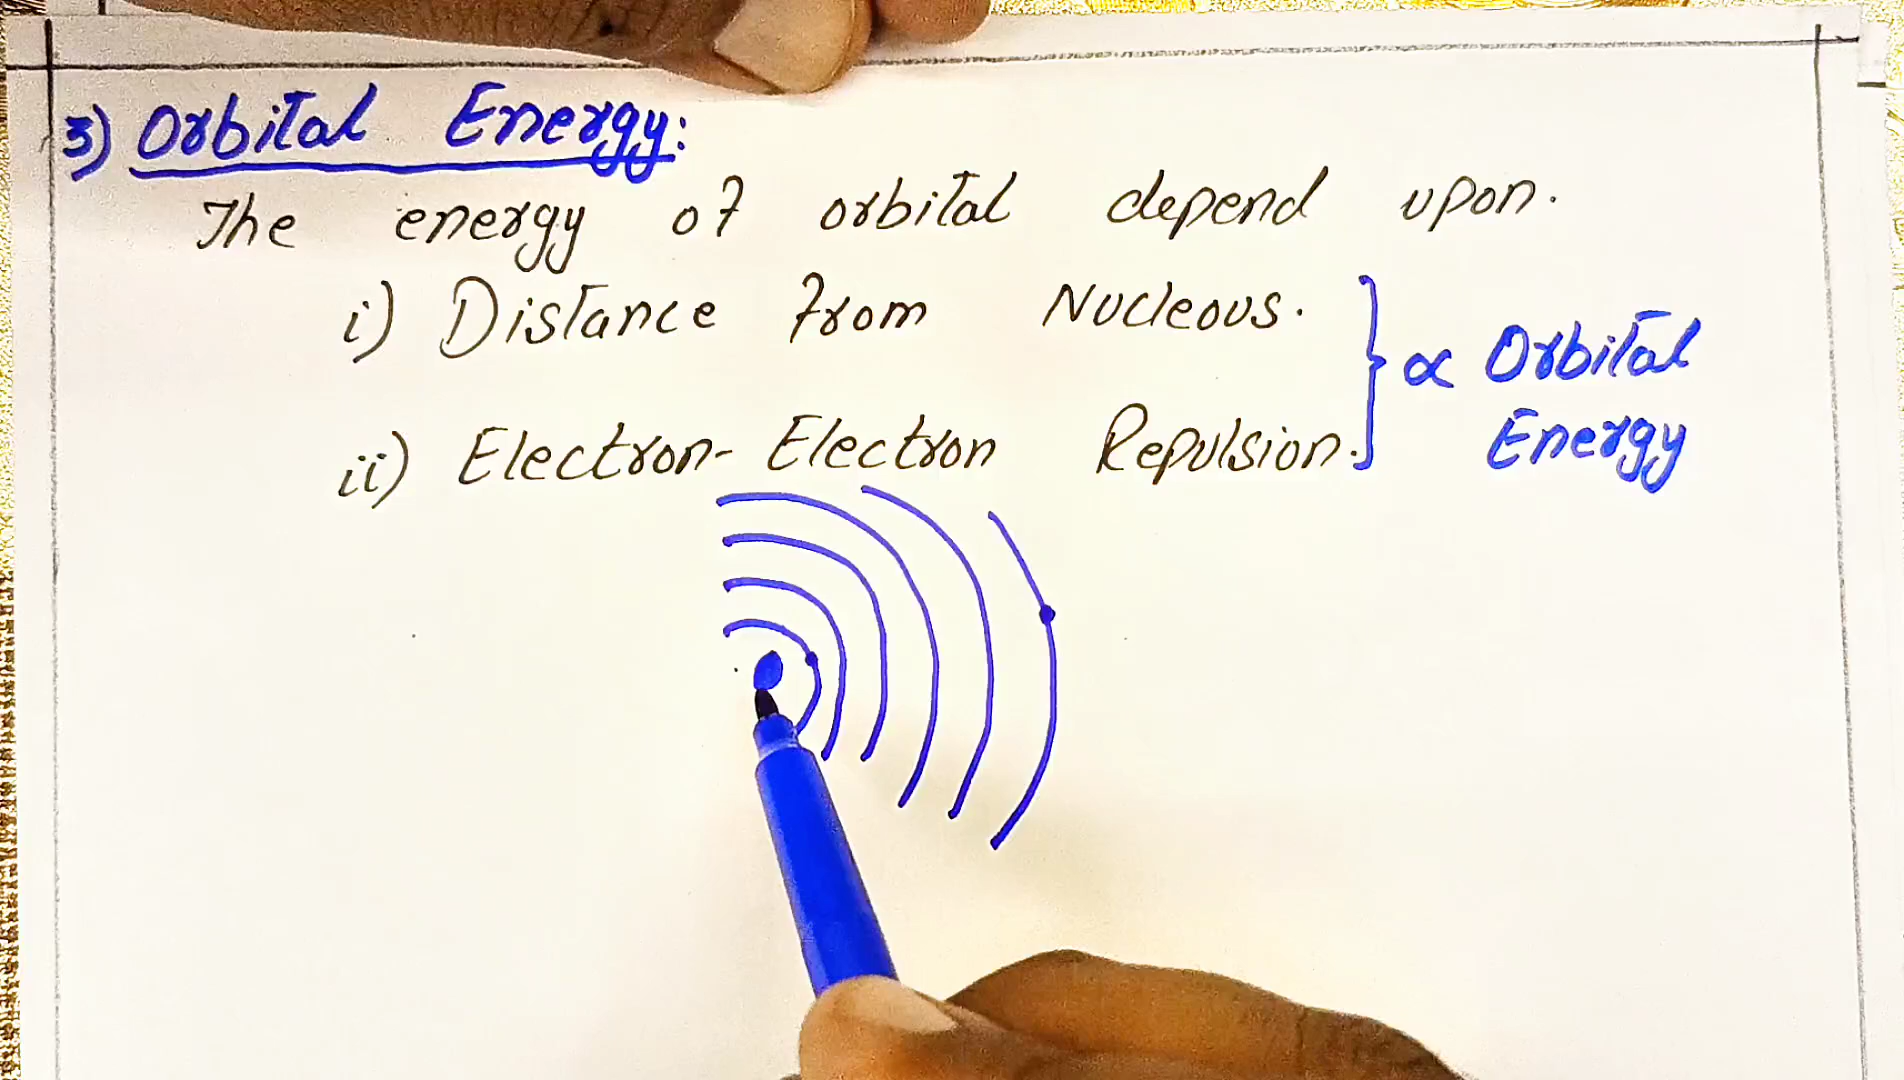 3) Orbital Energy:
The energy of orbital depend upon.
i) Distance from Nucleous.
ii) Electron-Electron Repulsion.
∝ Orbital
Energy